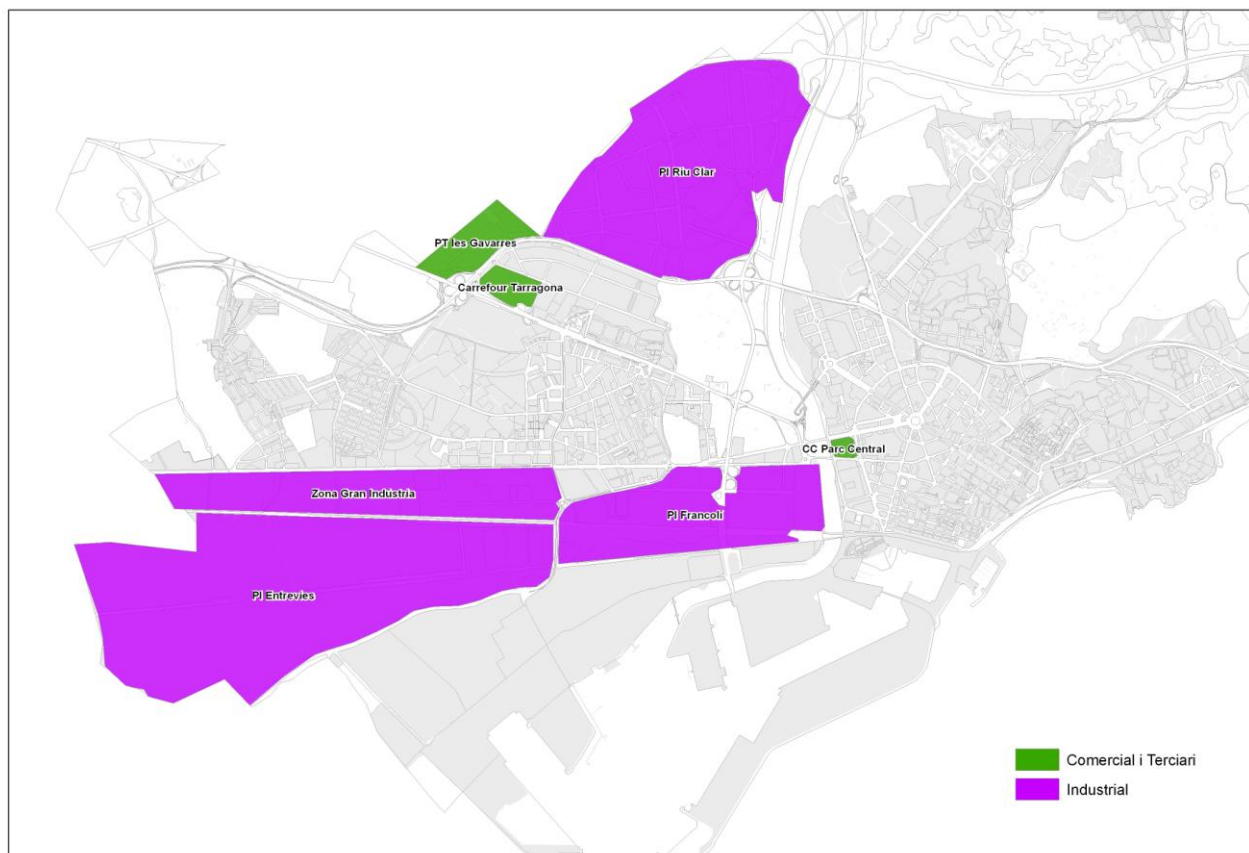 PI Riu Clar
PT les Gavarres
Carrefour Tarragona
CC Parc Central
Zona Gran Indústria
PI Francolí
PI Entrevies
Comercial i Terciari
Industrial